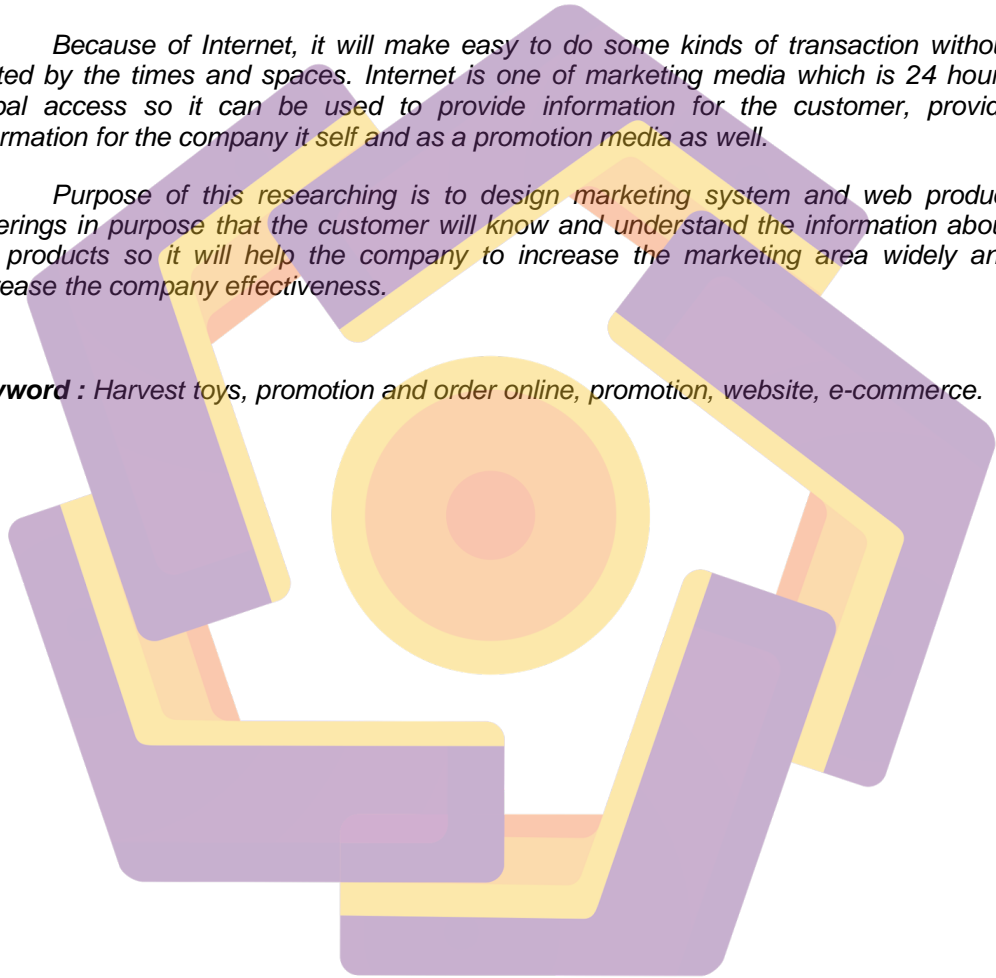 Because of Internet, it will make easy to do some kinds of transaction withou
ted by the times and spaces. Internet is one of marketing media which is 24 hour
bal access so it can be used to provide information for the customer, provid
rmation for the company it self and as a promotion media as well.
Purpose of this researching is to design marketing system and web produc
erings in purpose that the customer will know and understand the information abou
products so it will help the company to increase the marketing area widely an
rease the company effectiveness.
yword : Harvest toys, promotion and order online, promotion, website, e-commerce.